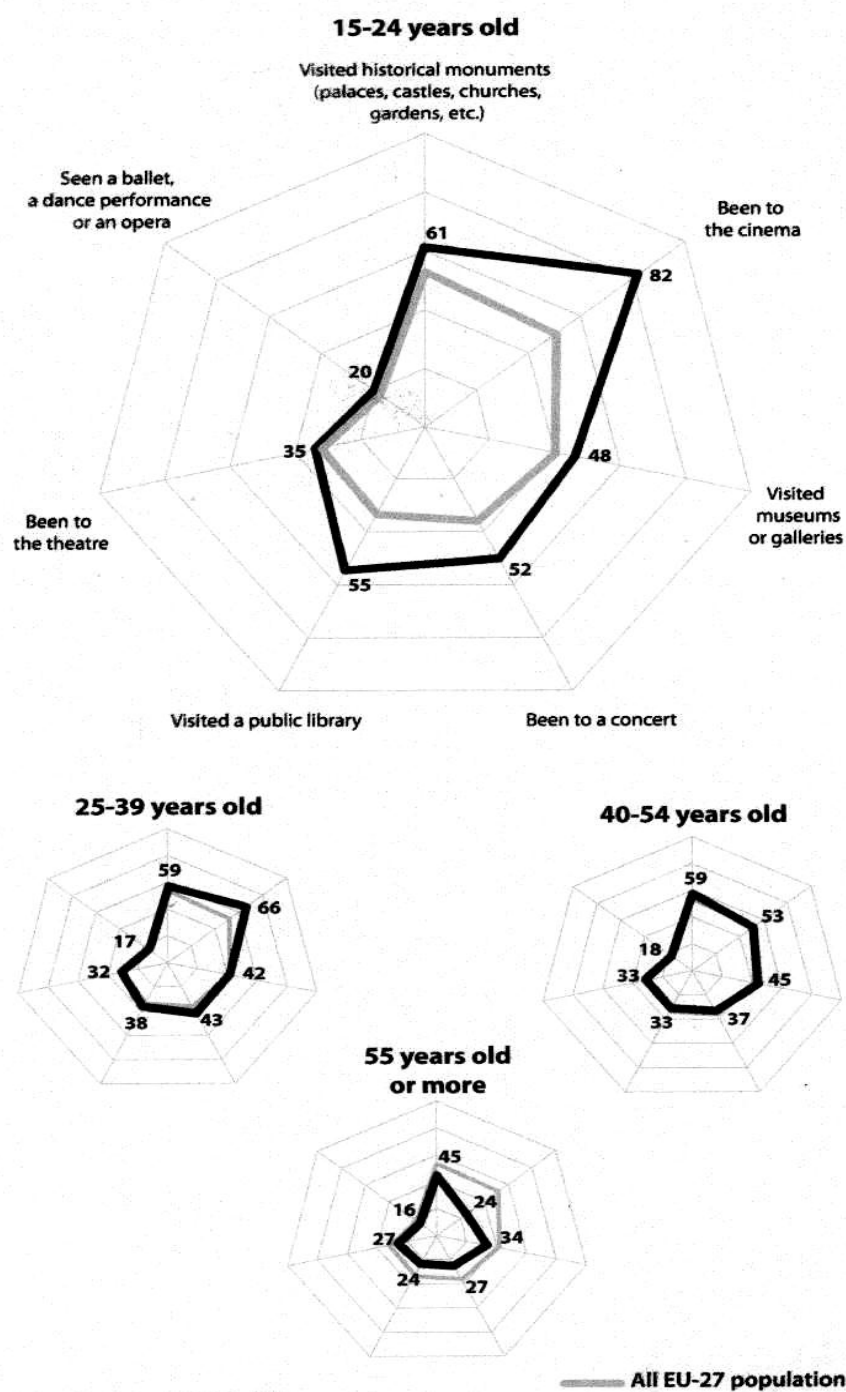 15-24 years old
Visited historical monuments
(palaces, castles, churches,
gardens, etc.)
Seen a ballet,
a dance performance
or an opera
Been to
the cinema
61
82
20
35
48
Been to
the theatre
Visited
museums
or galleries
55
52
Visited a public library
Been to a concert
25-39 years old
59
66
17
32
42
38
43
40-54 years old
59
53
18
33
45
33
37
55 years old
or more
45
16
24
27
34
24
27
All EU-27 population